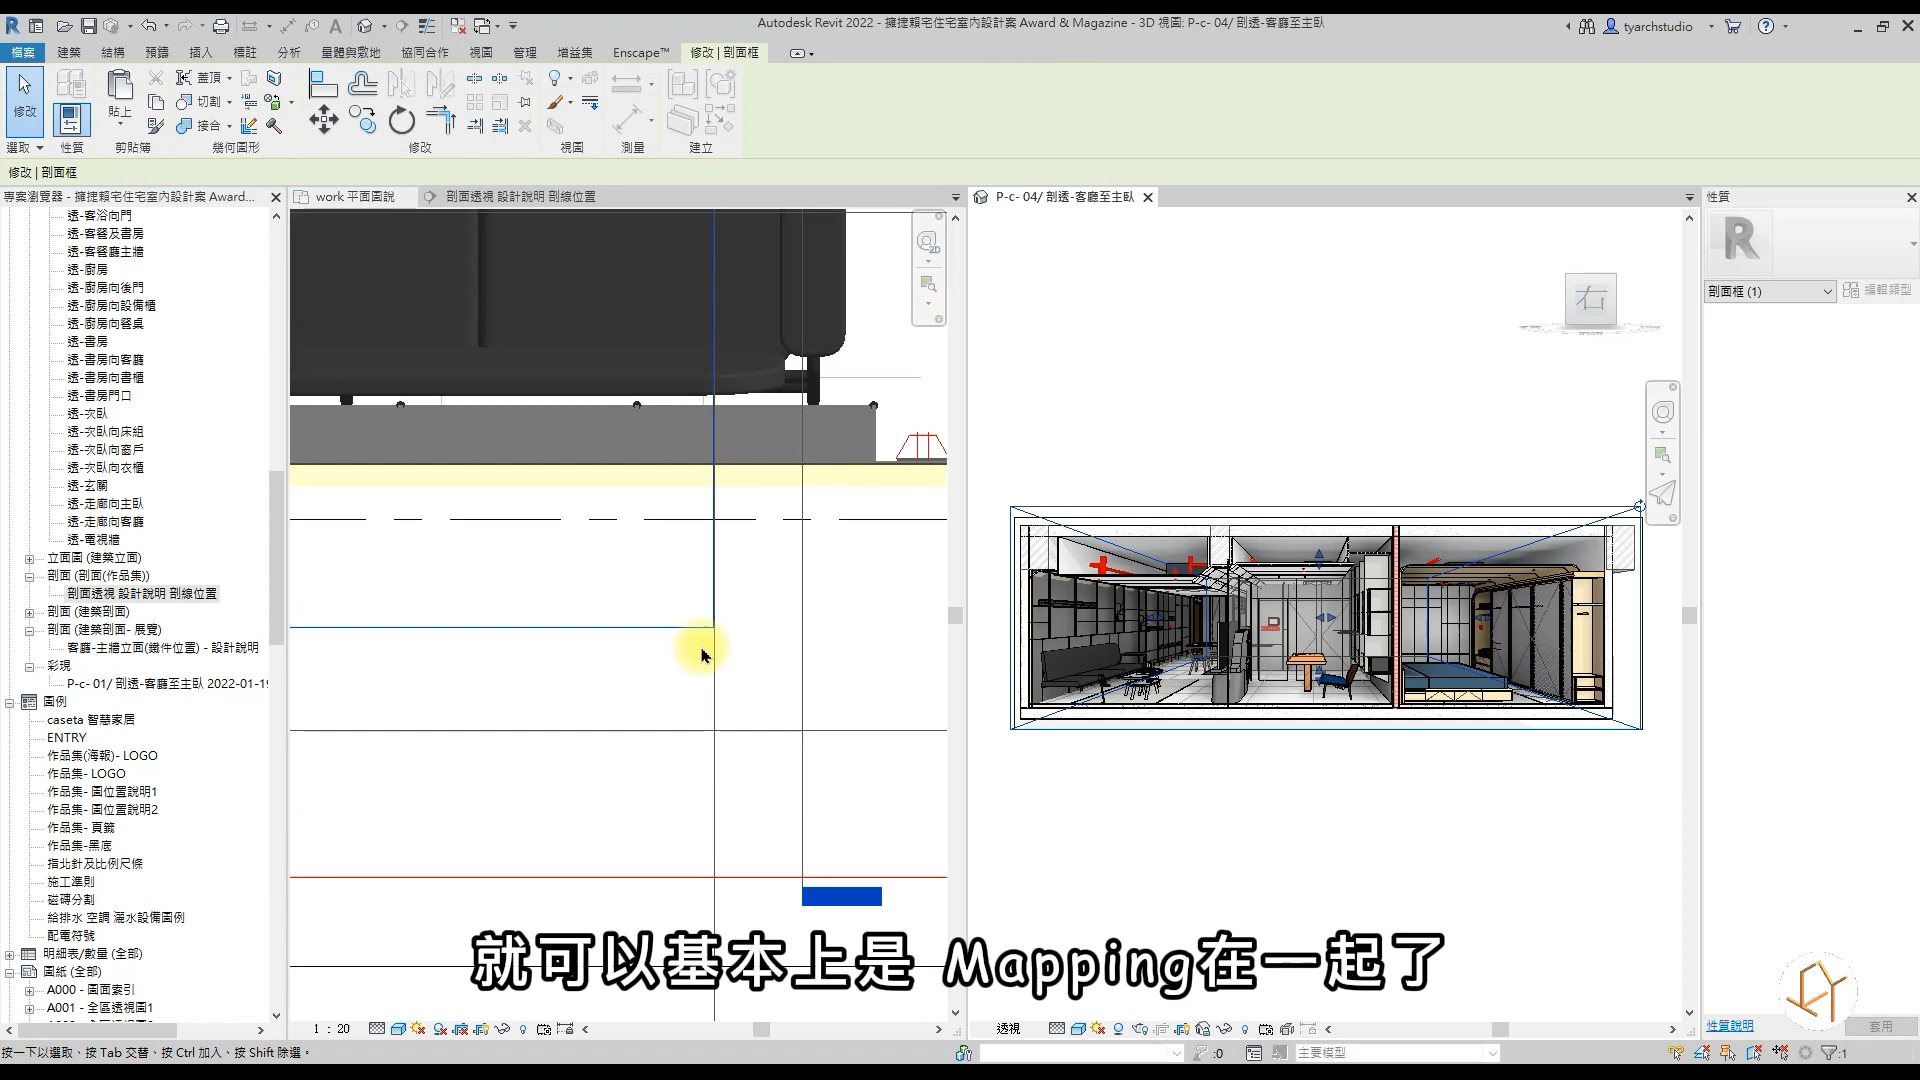 Autodesk Revit 2022 - 擁捷賴宅住宅室內設計案 Award & Magazine - 3D 視圖: P-c- 04/ 剖透-客廳至主臥
tyarchstudio
檔案 建築 結構 預鑄 插入 標註 分析 量體與敷地 協同合作 視圖 管理 增益集 Enscape™ 修改 | 剖面框
修改 貼上 蓋頂 切割 接合
選取 性質 剪貼簿 幾何圖形 修改 視圖 測量 建立
修改 | 剖面框
專案瀏覽器 - 擁捷賴宅住宅室內設計案 Award...
work 平面圖說
剖面透視 設計說明 剖線位置
P-c- 04/ 剖透-客廳至主臥
性質
透-客浴向門
透-客餐及書房
透-客餐廳主牆
透-廚房
透-廚房向後門
透-廚房向設備櫃
透-廚房向餐桌
透-書房
透-書房向客廳
透-書房向書櫃
透-書房門口
透-次臥
透-次臥向床組
透-次臥向窗戶
透-次臥向衣櫃
透-玄關
透-走廊向主臥
透-走廊向客廳
透-電視牆
立面圖 (建築立面)
剖面 (剖面(作品集))
剖面透視 設計說明 剖線位置
剖面 (建築剖面)
剖面 (建築剖面- 展覽)
客廳-主牆立面(鐵件位置) - 設計說明
彩現
P-c- 01/ 剖透-客廳至主臥 2022-01-19
圖例
caseta 智慧家居
ENTRY
作品集(海報)- LOGO
作品集- LOGO
作品集- 圖位置說明1
作品集- 圖位置說明2
作品集- 頁籤
作品集-黑底
指北針及比例尺條
施工準則
磁磚分割
給排水 空調 灑水設備圖例
配電符號
明細表/數量 (全部)
圖紙 (全部)
A000 - 圖面索引
A001 - 全區透視圖1
2D
右
R
剖面框 (1)
編輯類型
就可以基本上是 Mapping在一起了
1 : 20
透視
性質說明
套用
按一下以選取、按 Tab 交替、按 Ctrl 加入、按 Shift 除選。
:0
主要模型
:1